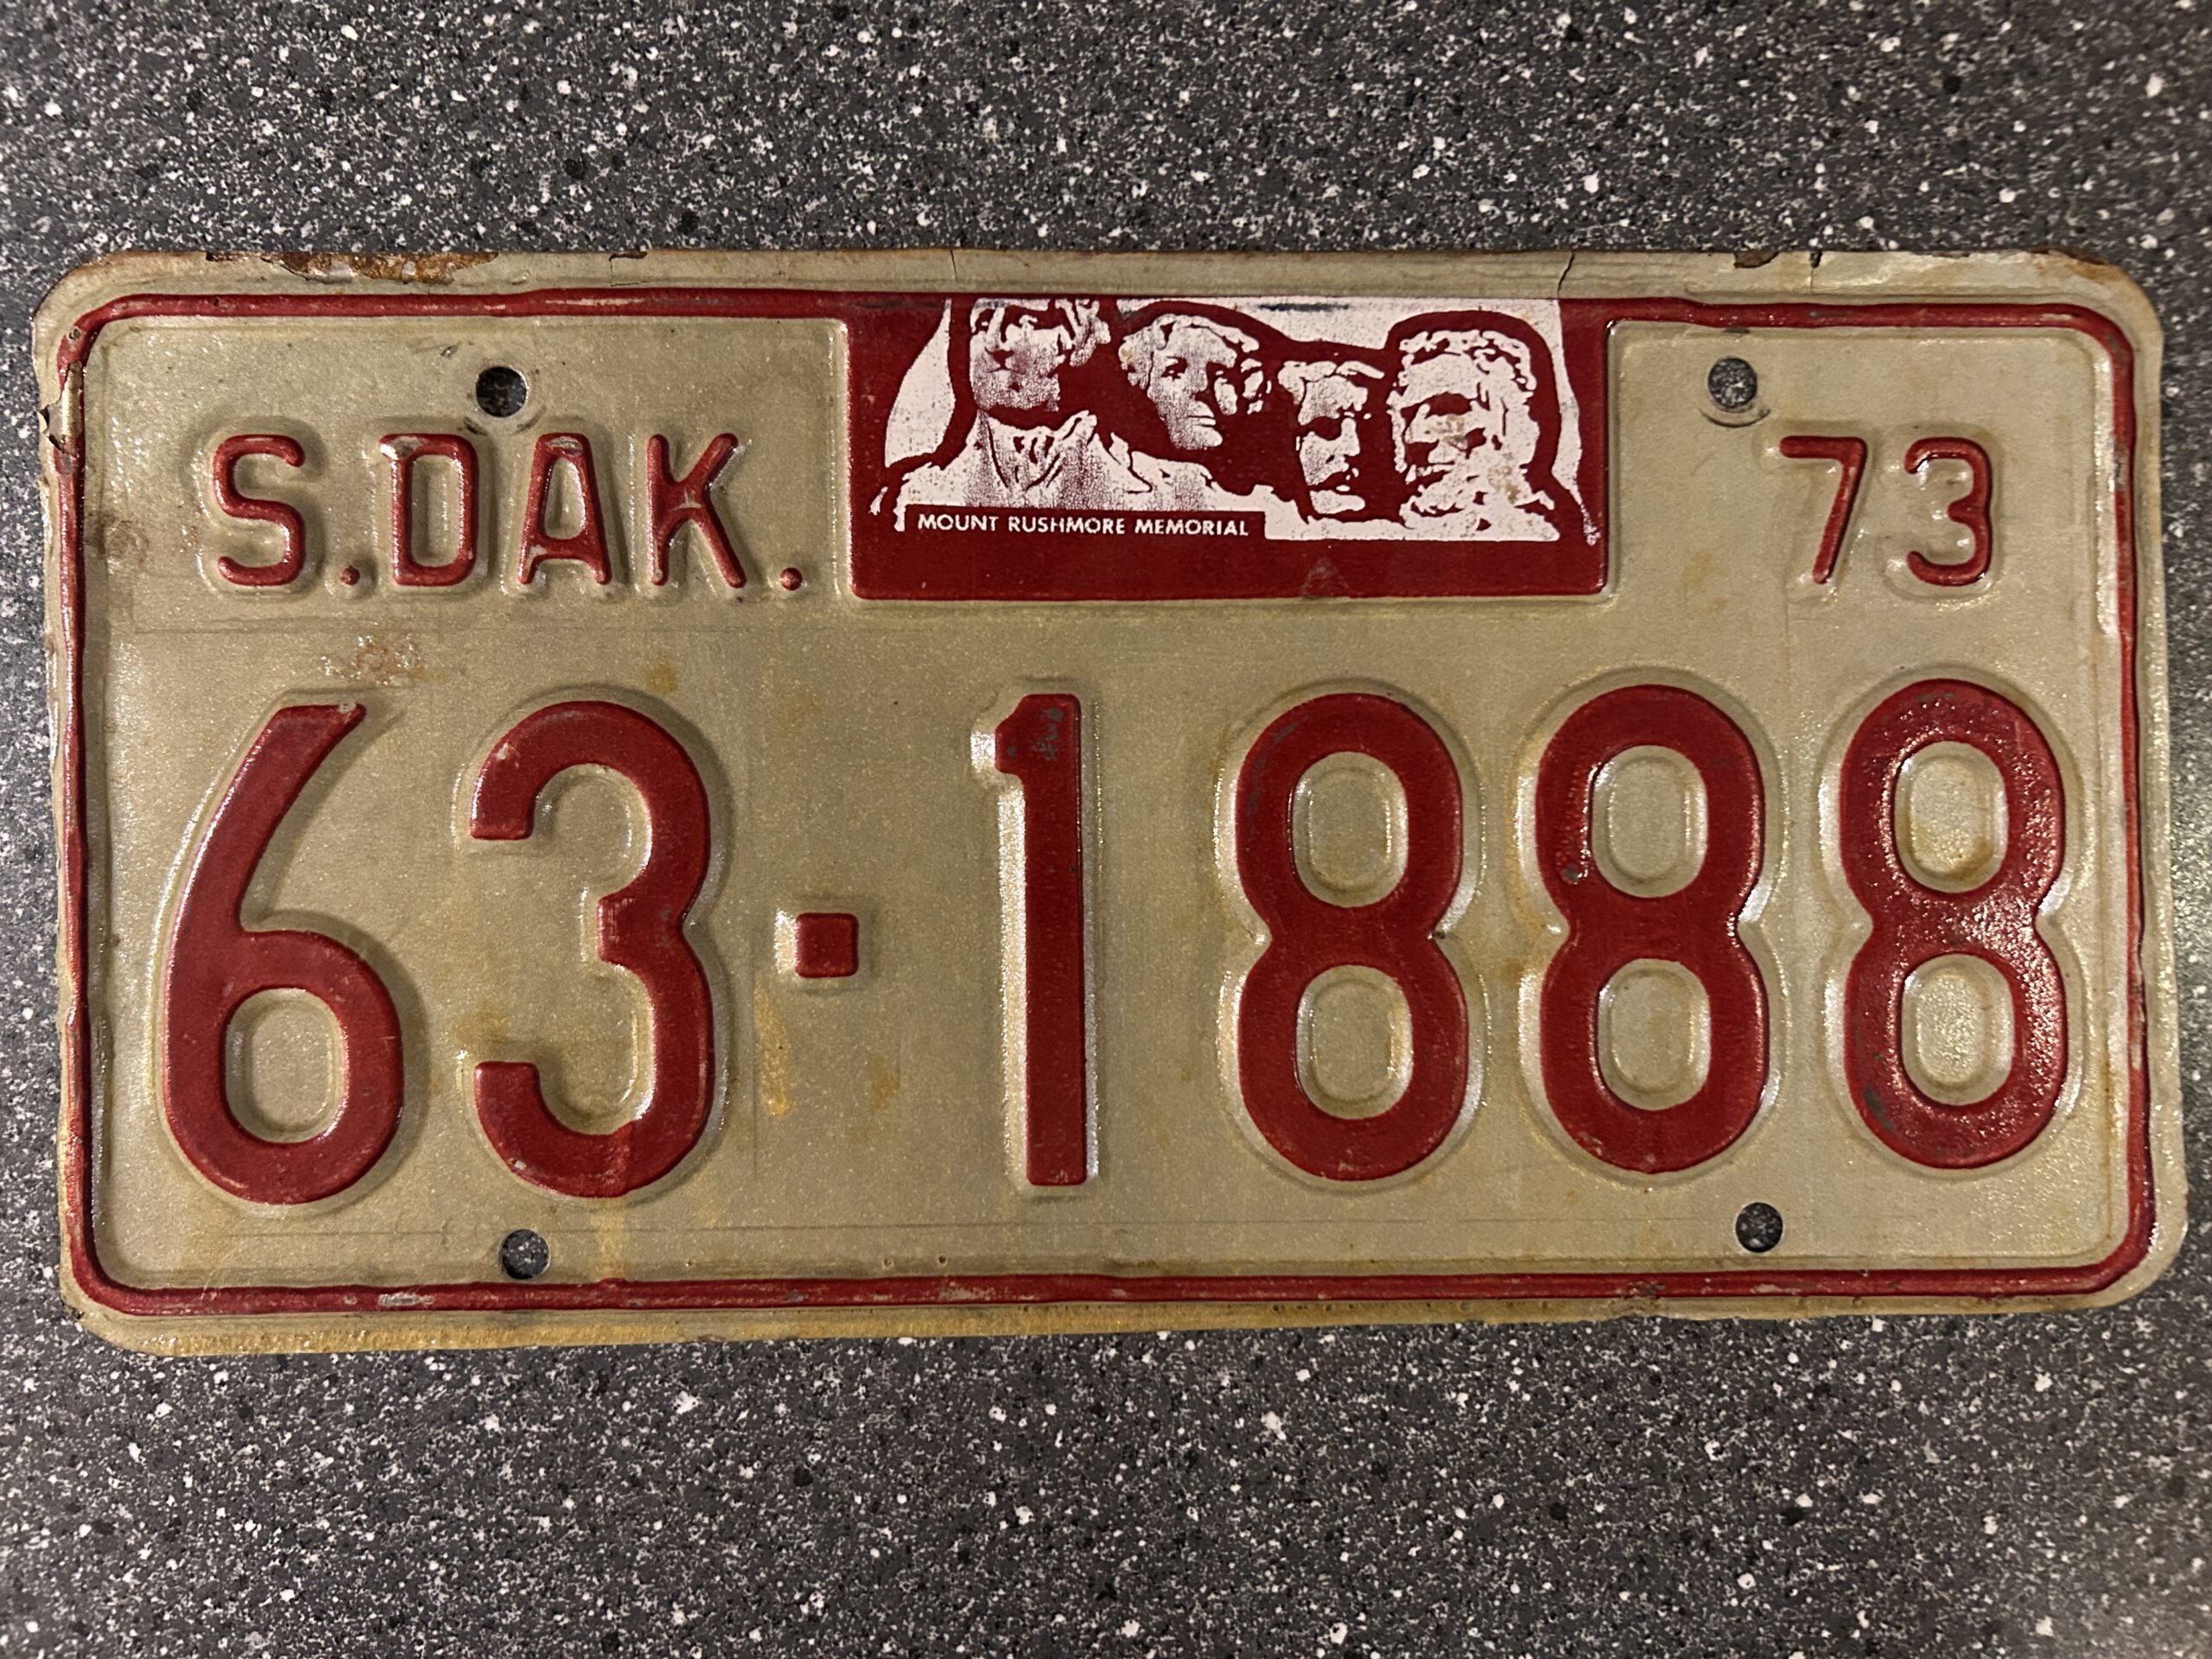 S.DAK.
MOUNT RUSHMORE MEMORIAL
73
63·1888